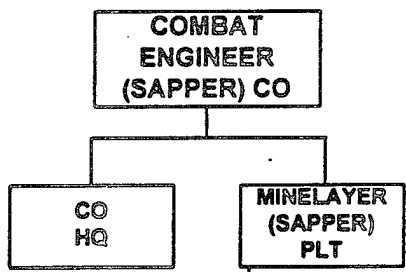 COMBAT
ENGINEER
(SAPPER) CO
CO
HQ
MINELAYER
(SAPPER)
PLT